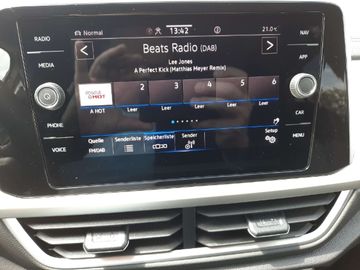 RADIO
Normal
13:42
21.0
NAV
Beats Radio (DAB)
Lee Jones
A Perfect Kick (Matthias Meyer Remix)
MEDIA
APP
2
3
4
5
6
HOT
A HOT
Leer
Leer
Leer
Leer
Leer
PHONE
CAR
Quelle
Senderliste
Speicherliste
Sender
Setup
FM/DAB
VOICE
MENU